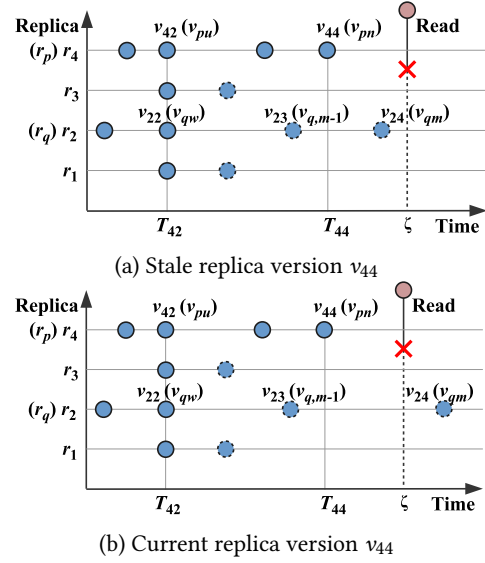 Replica
v42 (vpu)
v44 (vpn)
Read
(rp) r4
r3
v22 (vqw)
v23 (vq,m-1)
v24 (vqm)
(rq) r2
r1
T42
T44
ζ
Time
(a) Stale replica version v44
Replica
v42 (vpu)
v44 (vpn)
Read
(rp) r4
r3
v22 (vqw)
v23 (vq,m-1)
v24 (vqm)
(rq) r2
r1
T42
T44
ζ
Time
(b) Current replica version v44